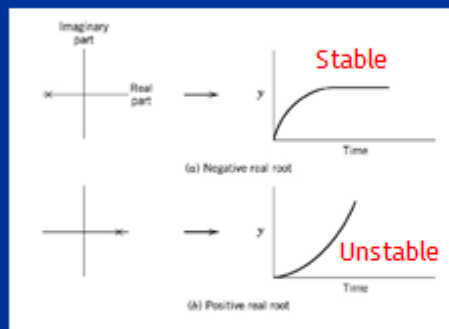 Imaginary
part
Stable
Real
part
y
Time
(a) Negative real root
y
Unstable
Time
(b) Positive real root